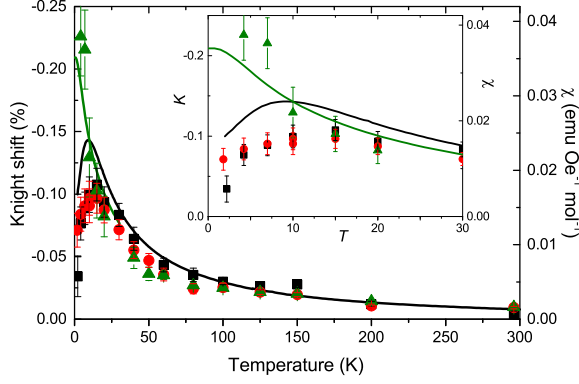 -0.25
-0.20
-0.15
-0.10
-0.05
0.00
Knight shift (%)
0 50 100 150 200 250 300
Temperature (K)
0.04
0.03
0.02
0.01
0.00
χ (emu Oe⁻¹ mol⁻¹)
-0.2
-0.1
0.0
K
0 10 20 30
T
0.04
0.02
0.00
χ